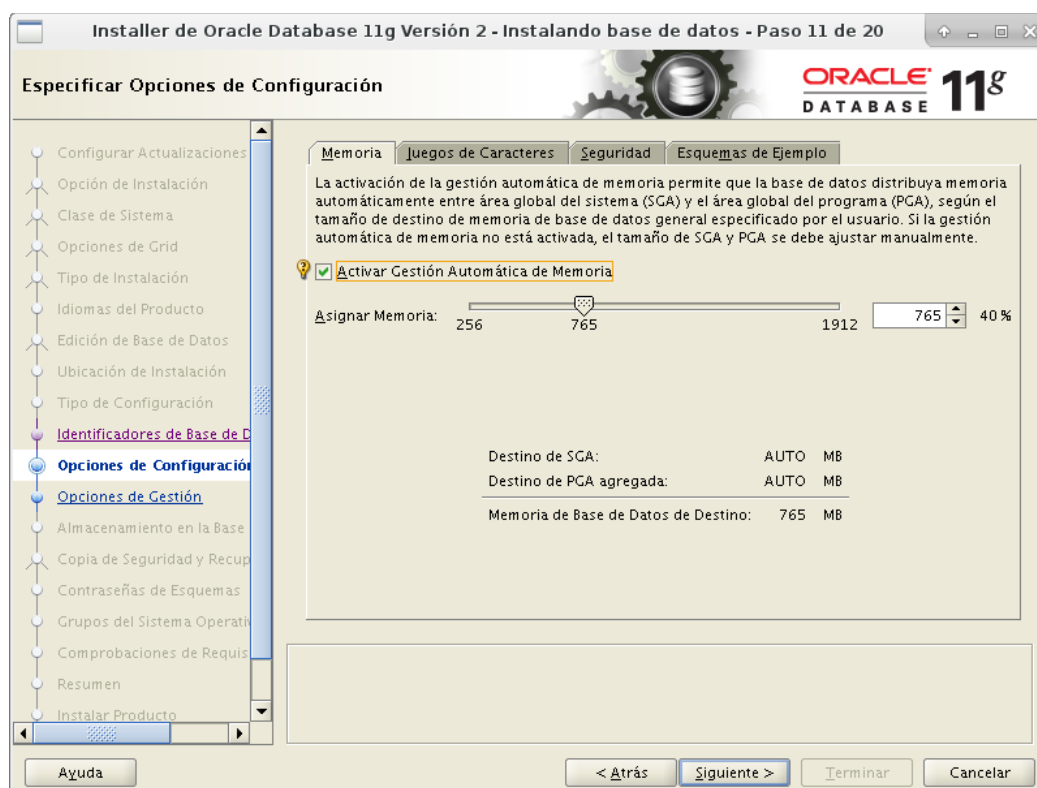 Installer de Oracle Database 11g Versión 2 - Instalando base de datos - Paso 11 de 20
Especificar Opciones de Configuración
ORACLE
DATABASE
11g
Configurar Actualizaciones
Opción de Instalación
Clase de Sistema
Opciones de Grid
Tipo de Instalación
Idiomas del Producto
Edición de Base de Datos
Ubicación de Instalación
Tipo de Configuración
Identificadores de Base de D
Opciones de Configuración
Opciones de Gestión
Almacenamiento en la Base
Copia de Seguridad y Recup
Contraseñas de Esquemas
Grupos del Sistema Operativ
Comprobaciones de Requis
Resumen
Instalar Producto
Memoria Juegos de Caracteres Seguridad Esquemas de Ejemplo
La activación de la gestión automática de memoria permite que la base de datos distribuya memoria
automáticamente entre área global del sistema (SGA) y el área global del programa (PGA), según el
tamaño de destino de memoria de base de datos general especificado por el usuario. Si la gestión
automática de memoria no está activada, el tamaño de SGA y PGA se debe ajustar manualmente.
Activar Gestión Automática de Memoria
Asignar Memoria: 256 765 1912 765 40 %
Destino de SGA: AUTO MB
Destino de PGA agregada: AUTO MB
Memoria de Base de Datos de Destino: 765 MB
Ayuda < Atrás Siguiente > Terminar Cancelar